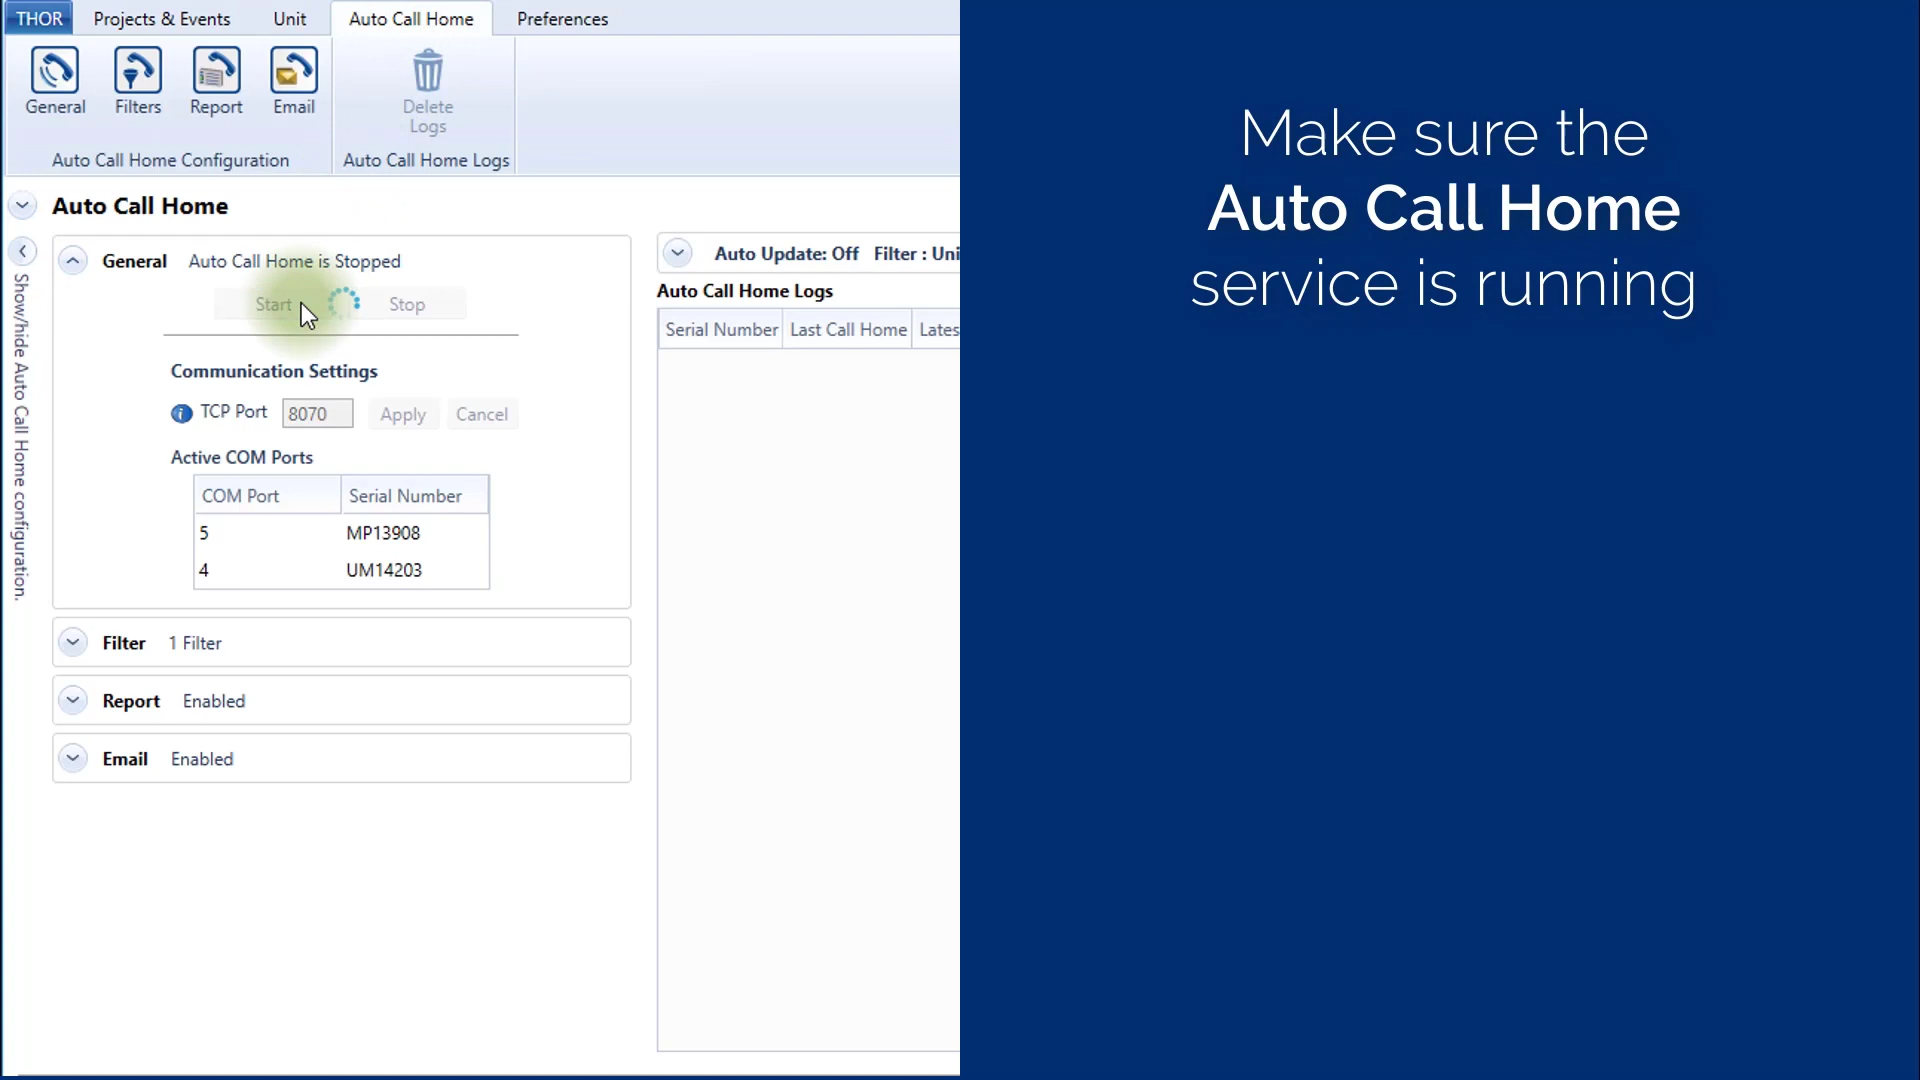 THOR Projects & Events Unit Auto Call Home Preferences
General Filters Report Email Delete Logs
Auto Call Home Configuration Auto Call Home Logs
Auto Call Home
Show/hide Auto Call Home configuration.
General Auto Call Home is Stopped
Start Stop
Communication Settings
TCP Port 8070 Apply Cancel
Active COM Ports
COM Port Serial Number
5 MP13908
4 UM14203
Filter 1 Filter
Report Enabled
Email Enabled
Auto Update: Off Filter : Uni
Auto Call Home Logs
Serial Number Last Call Home Lates
Make sure the
Auto Call Home
service is running